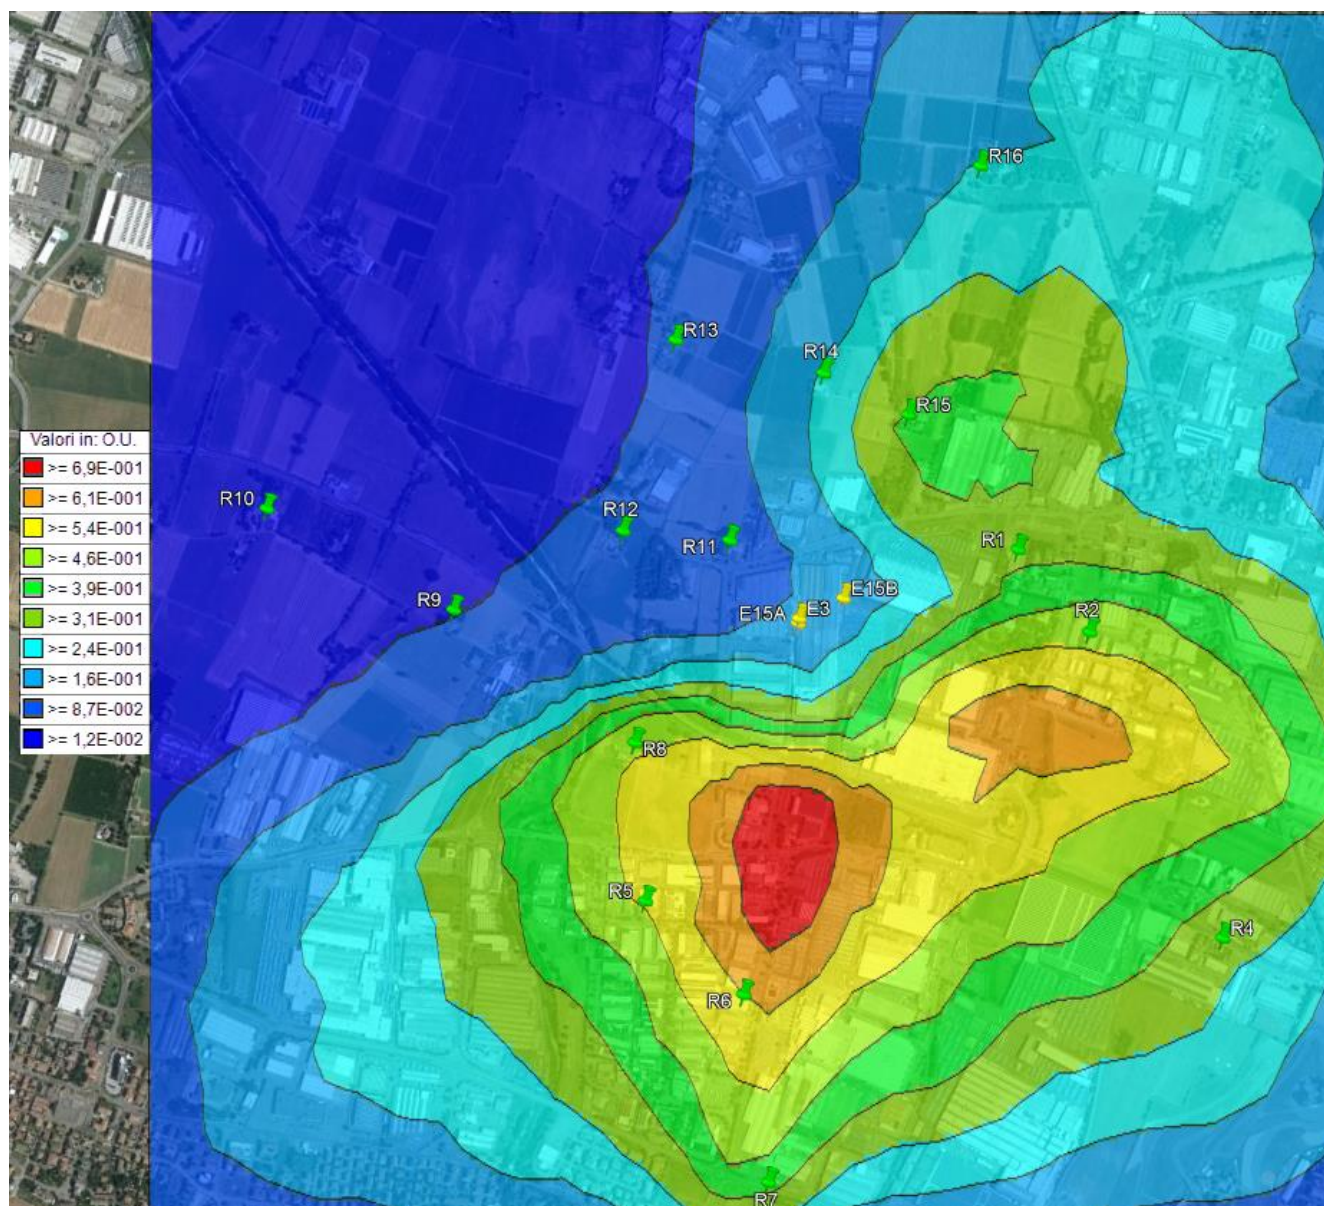 R16
R13
R14
R15
Valori in: O.U.
>= 6,9E-001
>= 6,1E-001
>= 5,4E-001
>= 4,6E-001
>= 3,9E-001
>= 3,1E-001
>= 2,4E-001
>= 1,6E-001
>= 8,7E-002
>= 1,2E-002
R10
R12
R11
R1
R9
E15B
E15A
E3
R2
R8
R5
R4
R6
R7